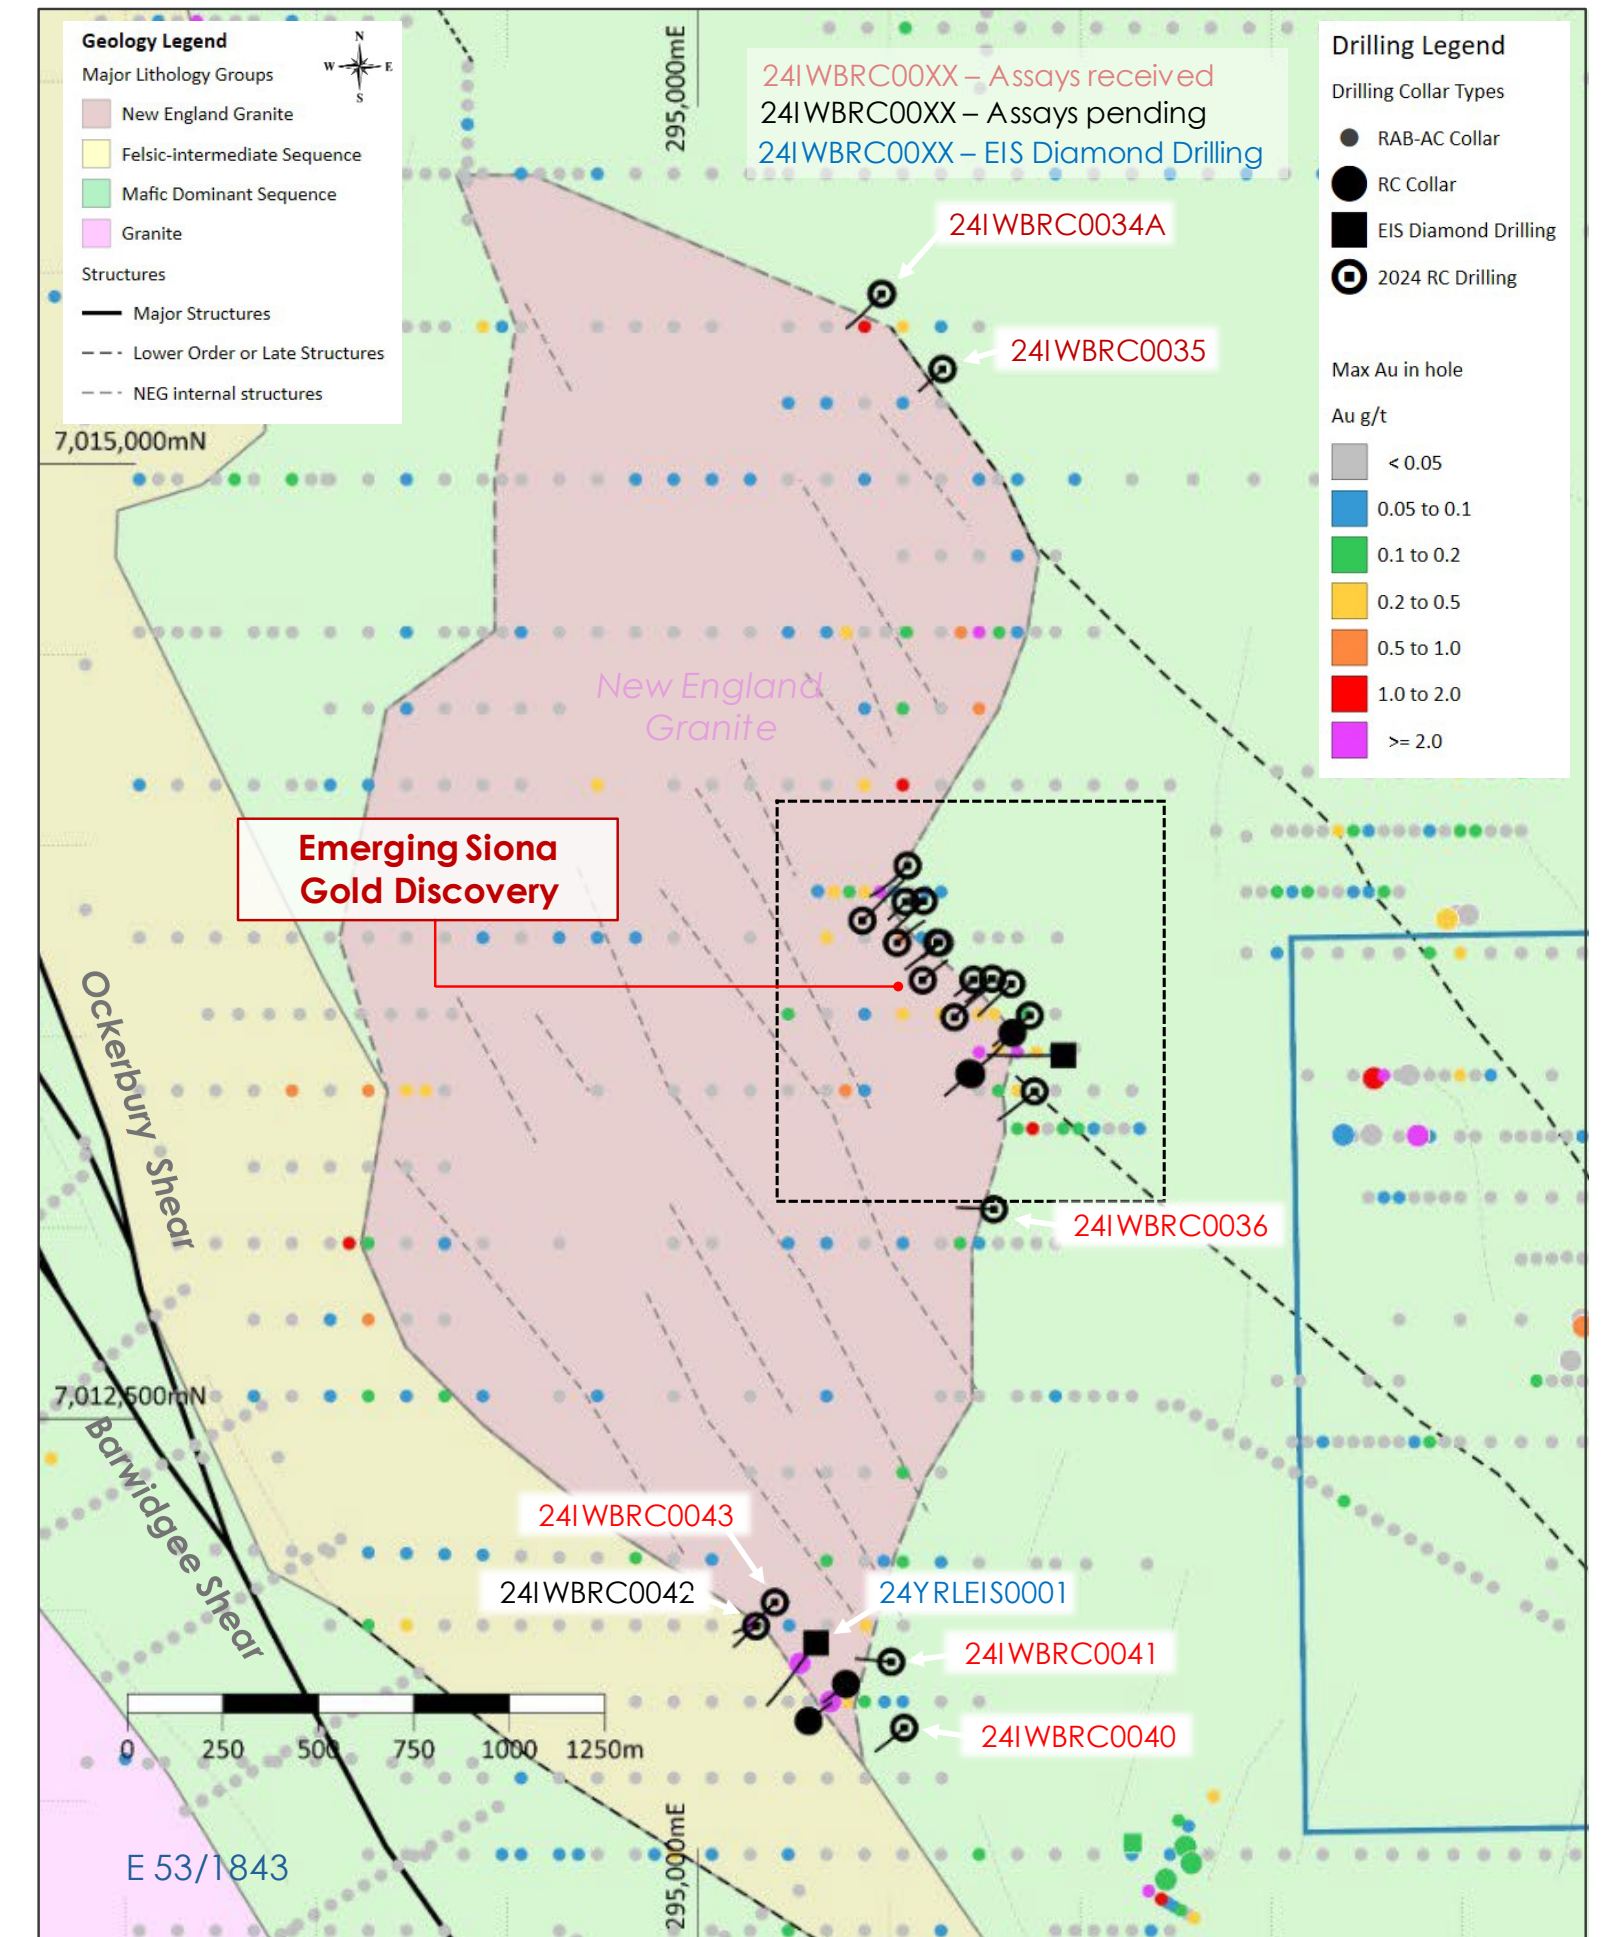 Geology Legend
Major Lithology Groups
N
W
E
S
New England Granite
Felsic-intermediate Sequence
Mafic Dominant Sequence
Granite
Structures
Major Structures
Lower Order or Late Structures
NEG internal structures
7,015,000mN
295,000mE
24IWBRC00XX – Assays received
24IWBRC00XX – Assays pending
24IWBRC00XX – EIS Diamond Drilling
Drilling Legend
Drilling Collar Types
RAB-AC Collar
RC Collar
EIS Diamond Drilling
2024 RC Drilling
Max Au in hole
Au g/t
< 0.05
0.05 to 0.1
0.1 to 0.2
0.2 to 0.5
0.5 to 1.0
1.0 to 2.0
>= 2.0
24IWBRC0034A
24IWBRC0035
New England
Granite
Emerging Siona
Gold Discovery
Ockerbury Shear
24IWBRC0036
7,012,500mN
Barwidgee Shear
24IWBRC0043
24IWBRC0042
24YRLEIS0001
24IWBRC0041
24IWBRC0040
0 250 500 750 1000 1250m
295,000mE
E 53/1843